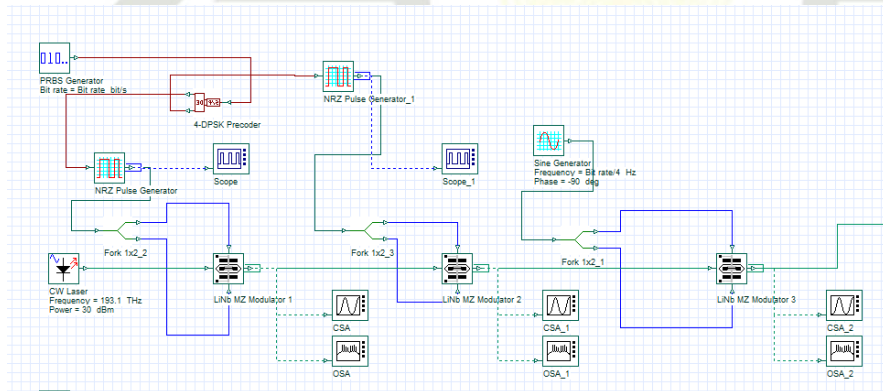 010..
PRBS Generator
Bit rate = Bit rate bit/s
NRZ Pulse Generator_1
30
4-DPSK Precoder
NRZ Pulse Generator
Scope
Scope_1
Sine Generator
Frequency = Bit rate/4 Hz
Phase = -90 deg
Fork 1x2_2
Fork 1x2_3
Fork 1x2_1
CW Laser
Frequency = 193.1 THz
Power = 30 dBm
LiNb MZ Modulator 1
LiNb MZ Modulator 2
LiNb MZ Modulator 3
CSA
CSA_1
CSA_2
OSA
OSA_1
OSA_2